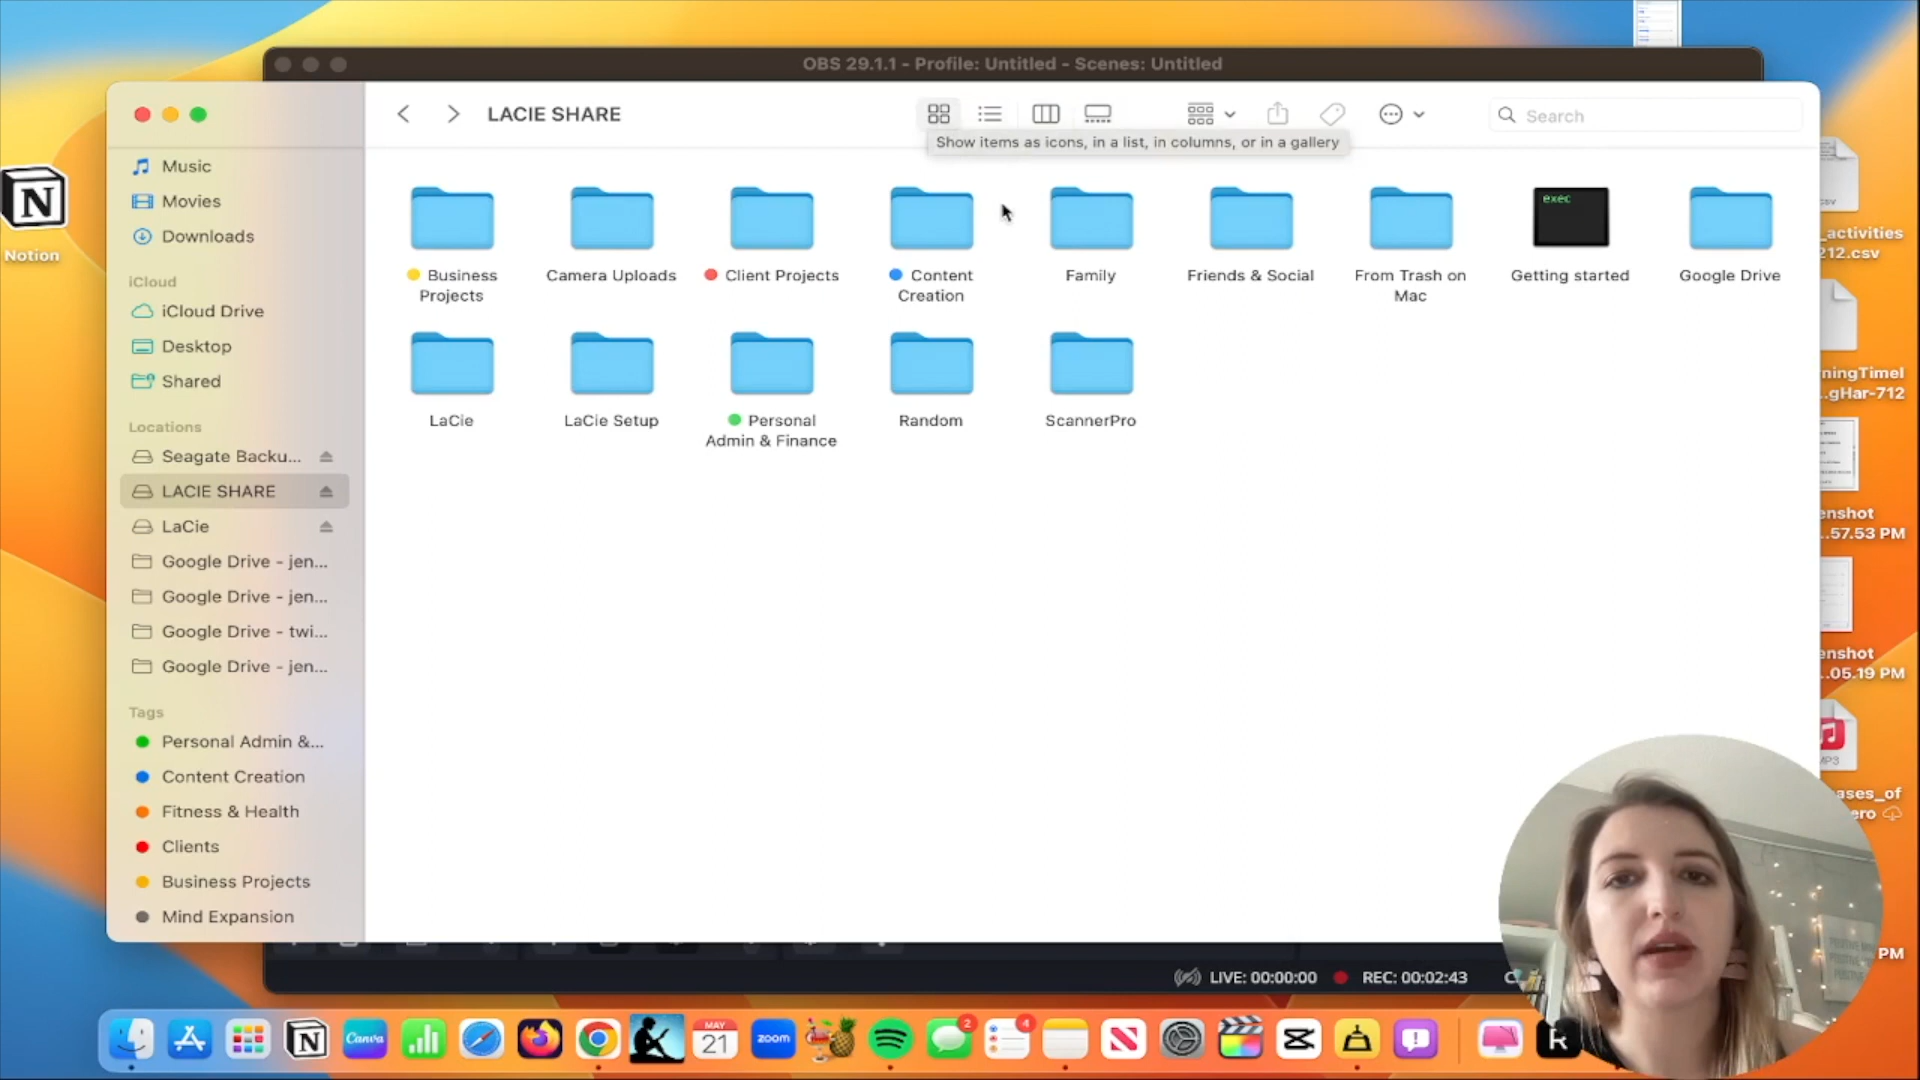 OBS 29.1.1 - Profile: Untitled - Scenes: Untitled
LACIE SHARE
Search
Show items as icons, in a list, in columns, or in a gallery
Music
Movies
Downloads
iCloud
iCloud Drive
Desktop
Shared
Locations
Seagate Backu...
LACIE SHARE
LaCie
Google Drive - jen...
Google Drive - jen...
Google Drive - twi...
Google Drive - jen...
Tags
Personal Admin &...
Content Creation
Fitness & Health
Clients
Business Projects
Mind Expansion
exec
Business
Projects
Camera Uploads
Client Projects
Content
Creation
Family
Friends & Social
From Trash on
Mac
Getting started
Google Drive
LaCie
LaCie Setup
Personal
Admin & Finance
Random
ScannerPro
Notion
csv
_activities
212.csv
rningTimeI
..gHar-712
enshot
..57.53 PM
enshot
..05.19 PM
MP3
ases_of
ero
PM
LIVE: 00:00:00
REC: 00:02:43
Canva
MAY
21
zoom
2
4